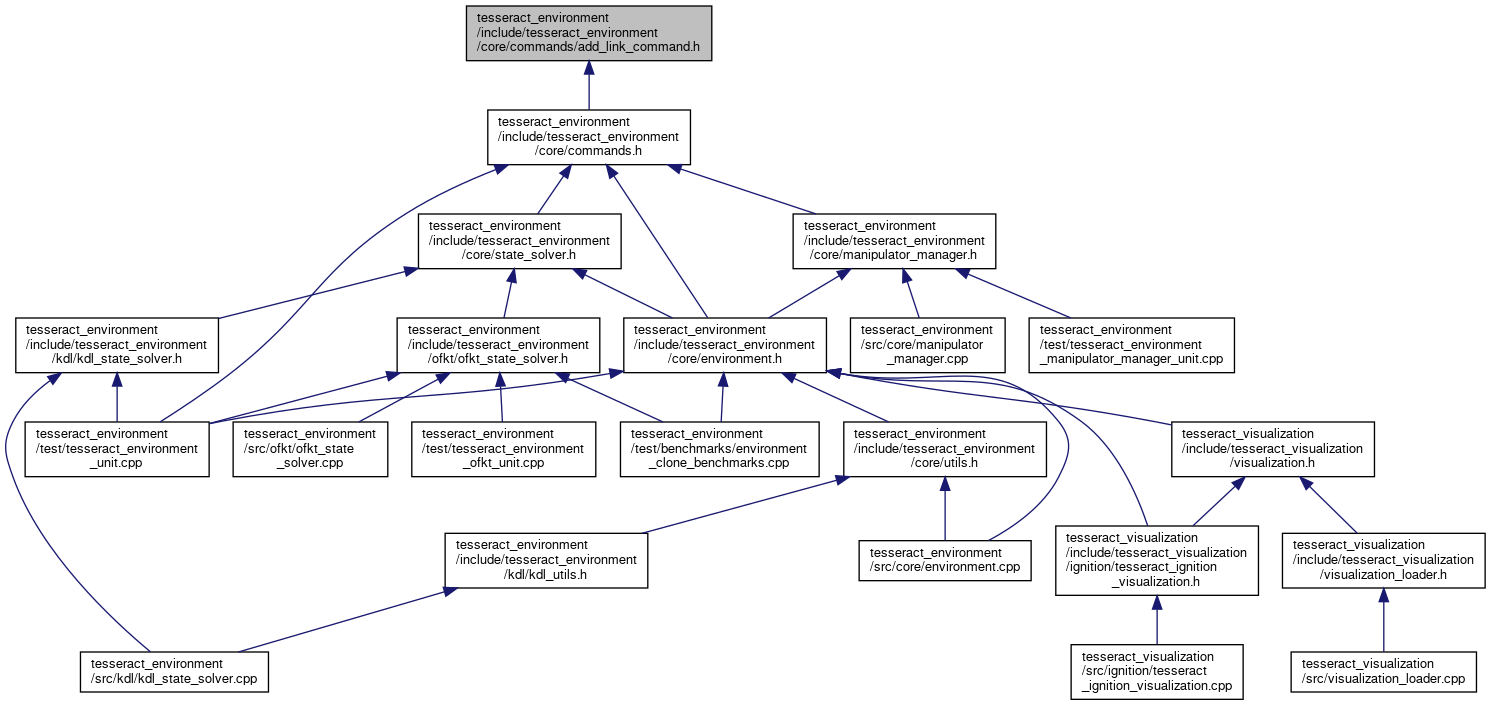 tesseract_environment
/include/tesseract_environment
/core/commands/add_link_command.h
tesseract_environment
/include/tesseract_environment
/core/commands.h
tesseract_environment
/include/tesseract_environment
/core/state_solver.h
tesseract_environment
/include/tesseract_environment
/core/manipulator_manager.h
tesseract_environment
/include/tesseract_environment
/kdl/kdl_state_solver.h
tesseract_environment
/include/tesseract_environment
/ofkt/ofkt_state_solver.h
tesseract_environment
/include/tesseract_environment
/core/environment.h
tesseract_environment
/src/core/manipulator
_manager.cpp
tesseract_environment
/test/tesseract_environment
_manipulator_manager_unit.cpp
tesseract_environment
/test/tesseract_environment
_unit.cpp
tesseract_environment
/src/ofkt/ofkt_state
_solver.cpp
tesseract_environment
/test/tesseract_environment
_ofkt_unit.cpp
tesseract_environment
/test/benchmarks/environment
_clone_benchmarks.cpp
tesseract_environment
/include/tesseract_environment
/core/utils.h
tesseract_visualization
/include/tesseract_visualization
/visualization.h
tesseract_environment
/include/tesseract_environment
/kdl/kdl_utils.h
tesseract_environment
/src/core/environment.cpp
tesseract_visualization
/include/tesseract_visualization
/ignition/tesseract_ignition
_visualization.h
tesseract_visualization
/include/tesseract_visualization
/visualization_loader.h
tesseract_environment
/src/kdl/kdl_state_solver.cpp
tesseract_visualization
/src/ignition/tesseract
_ignition_visualization.cpp
tesseract_visualization
/src/visualization_loader.cpp